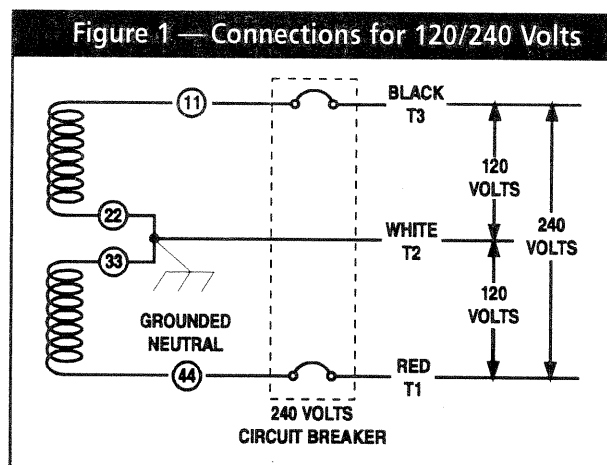 Figure 1 — Connections for 120/240 Volts
11
BLACK
T3
120
VOLTS
22
WHITE
T2
240
VOLTS
33
120
VOLTS
GROUNDED
NEUTRAL
44
RED
T1
240 VOLTS
CIRCUIT BREAKER